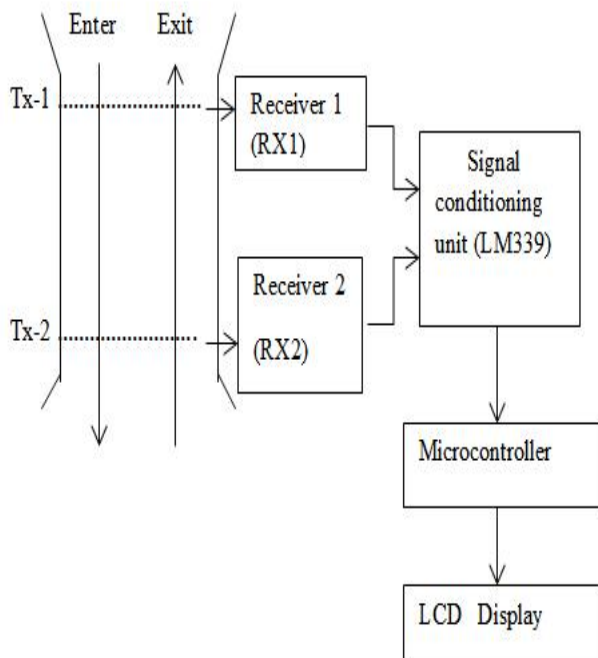 Enter Exit
Tx-1
Receiver 1
(RX1)
Signal
conditioning
unit (LM339)
Receiver 2
Tx-2
(RX2)
Microcontroller
LCD Display